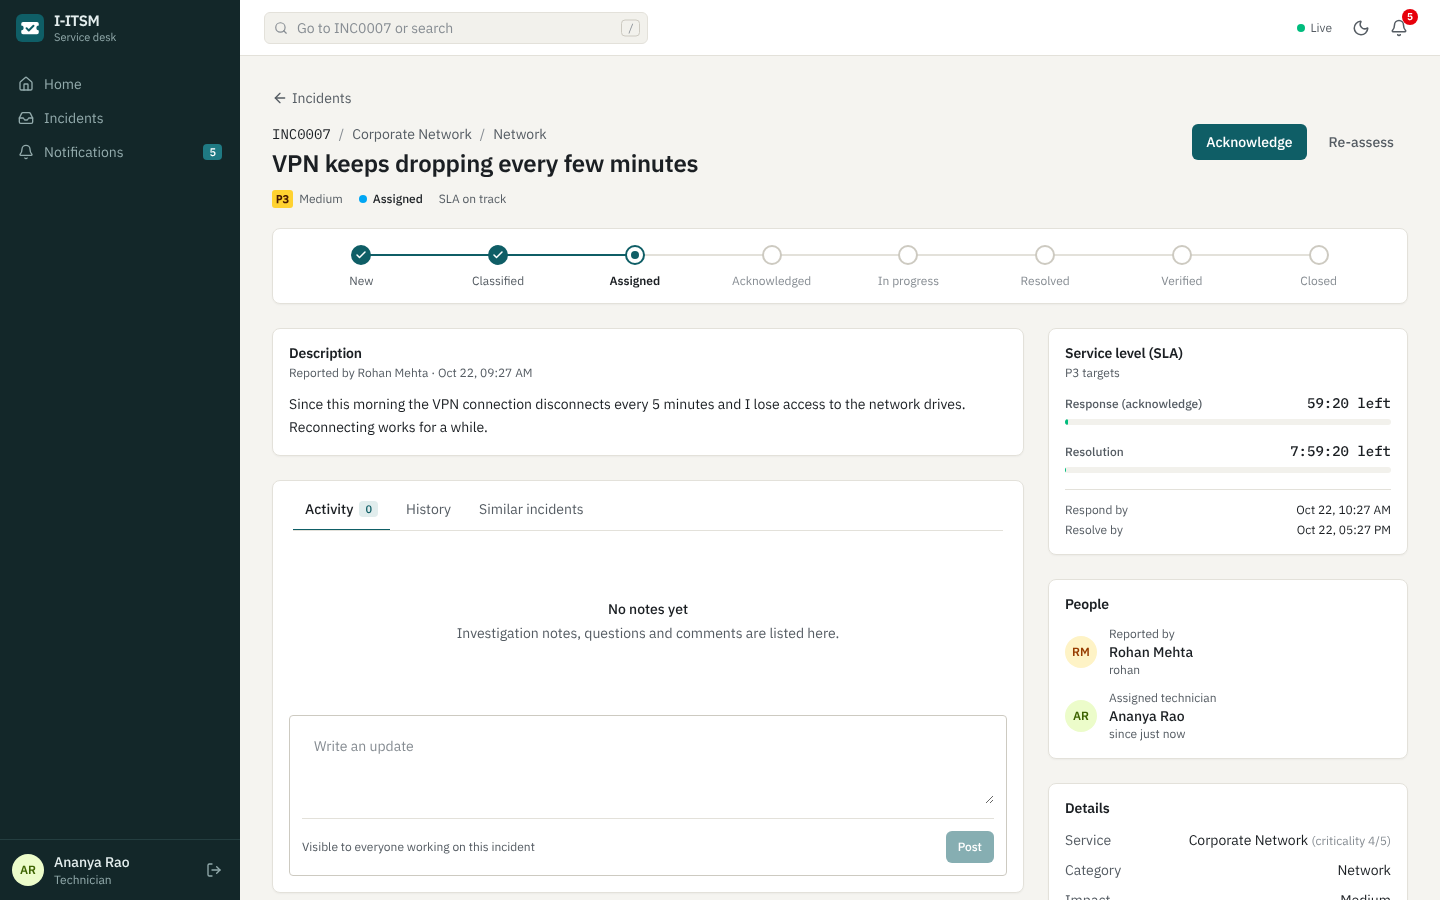 I-ITSM
Service desk
Home
Incidents
Notifications 5
Go to INC0007 or search /
Live
5
Incidents
INC0007 / Corporate Network / Network
VPN keeps dropping every few minutes
P3 Medium Assigned SLA on track
Acknowledge Re-assess
New Classified Assigned Acknowledged In progress Resolved Verified Closed
Description
Reported by Rohan Mehta · Oct 22, 09:27 AM
Since this morning the VPN connection disconnects every 5 minutes and I lose access to the network drives.
Reconnecting works for a while.
Activity 0 History Similar incidents
No notes yet
Investigation notes, questions and comments are listed here.
Write an update
Visible to everyone working on this incident Post
Service level (SLA)
P3 targets
Response (acknowledge) 59:20 left
Resolution 7:59:20 left
Respond by Oct 22, 10:27 AM
Resolve by Oct 22, 05:27 PM
People
Reported by
RM Rohan Mehta
rohan
Assigned technician
AR Ananya Rao
since just now
Details
Service Corporate Network (criticality 4/5)
Category Network
Impact Medium
AR Ananya Rao
Technician